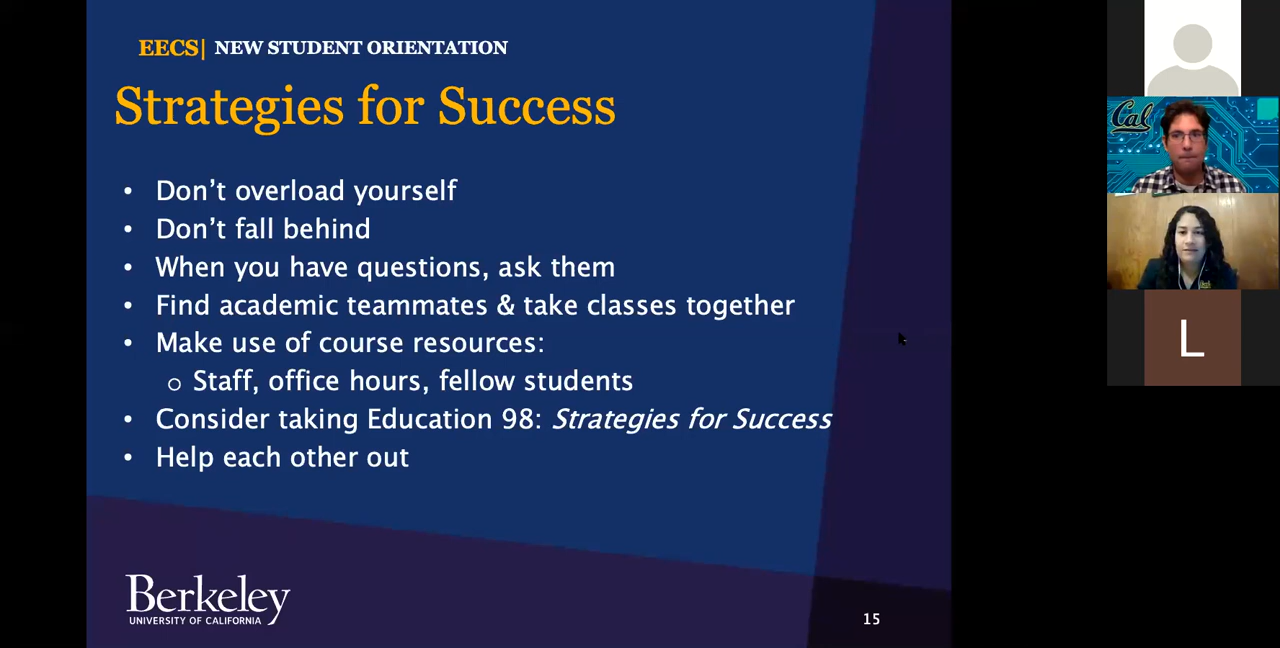 EECS| NEW STUDENT ORIENTATION
Strategies for Success
• Don't overload yourself
• Don't fall behind
• When you have questions, ask them
• Find academic teammates & take classes together
• Make use of course resources:
o Staff, office hours, fellow students
• Consider taking Education 98: Strategies for Success
• Help each other out
Berkeley
UNIVERSITY OF CALIFORNIA
15
Cal
L